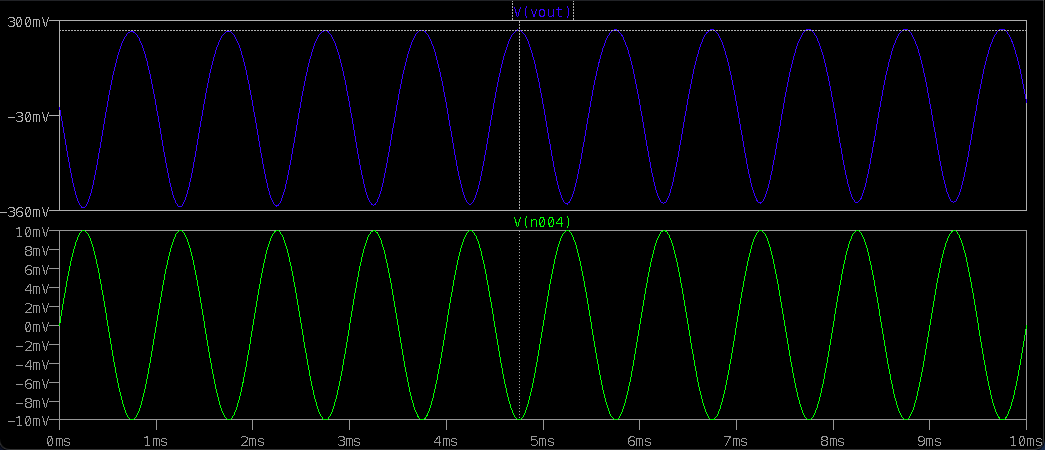 V(vout)
300mV
-30mV
-360mV
V(n004)
10mV
8mV
6mV
4mV
2mV
0mV
-2mV
-4mV
-6mV
-8mV
-10mV
0ms 1ms 2ms 3ms 4ms 5ms 6ms 7ms 8ms 9ms 10ms